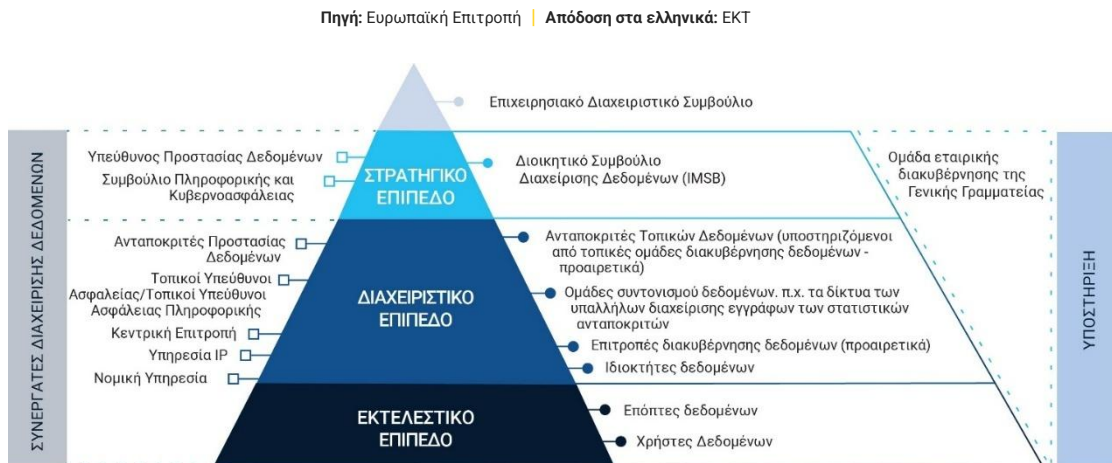 Πηγή: Ευρωπαϊκή Επιτροπή | Απόδοση στα ελληνικά: ΕΚΤ
Επιχειρησιακό Διαχειριστικό Συμβούλιο
ΣΥΝΕΡΓΑΤΕΣ ΔΙΑΧΕΙΡΙΣΗΣ ΔΕΔΟΜΕΝΩΝ
Υπεύθυνος Προστασίας Δεδομένων
Συμβούλιο Πληροφορικής και
Κυβερνοασφάλειας
ΣΤΡΑΤΗΓΙΚΟ
ΕΠΙΠΕΔΟ
Διοικητικό Συμβούλιο
Διαχείρισης Δεδομένων (IMSB)
Ομάδα εταιρικής
διακυβέρνησης της
Γενικής Γραμματείας
Ανταποκριτές Προστασίας
Δεδομένων
Τοπικοί Υπεύθυνοι
Ασφαλείας/Τοπικοί Υπεύθυνοι
Ασφάλειας Πληροφορικής
Κεντρική Επιτροπή
Υπηρεσία IP
Νομική Υπηρεσία
ΔΙΑΧΕΙΡΙΣΤΙΚΟ
ΕΠΙΠΕΔΟ
Ανταποκριτές Τοπικών Δεδομένων (υποστηριζόμενοι
από τοπικές ομάδες διακυβέρνησης δεδομένων -
προαιρετικά)
Ομάδες συντονισμού δεδομένων. π.χ. τα δίκτυα των
υπαλλήλων διαχείρισης εγγράφων των στατιστικών
ανταποκριτών
Επιτροπές διακυβέρνησης δεδομένων (προαιρετικά)
Ιδιοκτήτες δεδομένων
ΕΚΤΕΛΕΣΤΙΚΟ
ΕΠΙΠΕΔΟ
Επόπτες δεδομένων
Χρήστες Δεδομένων
ΥΠΟΣΤΗΡΙΞΗ